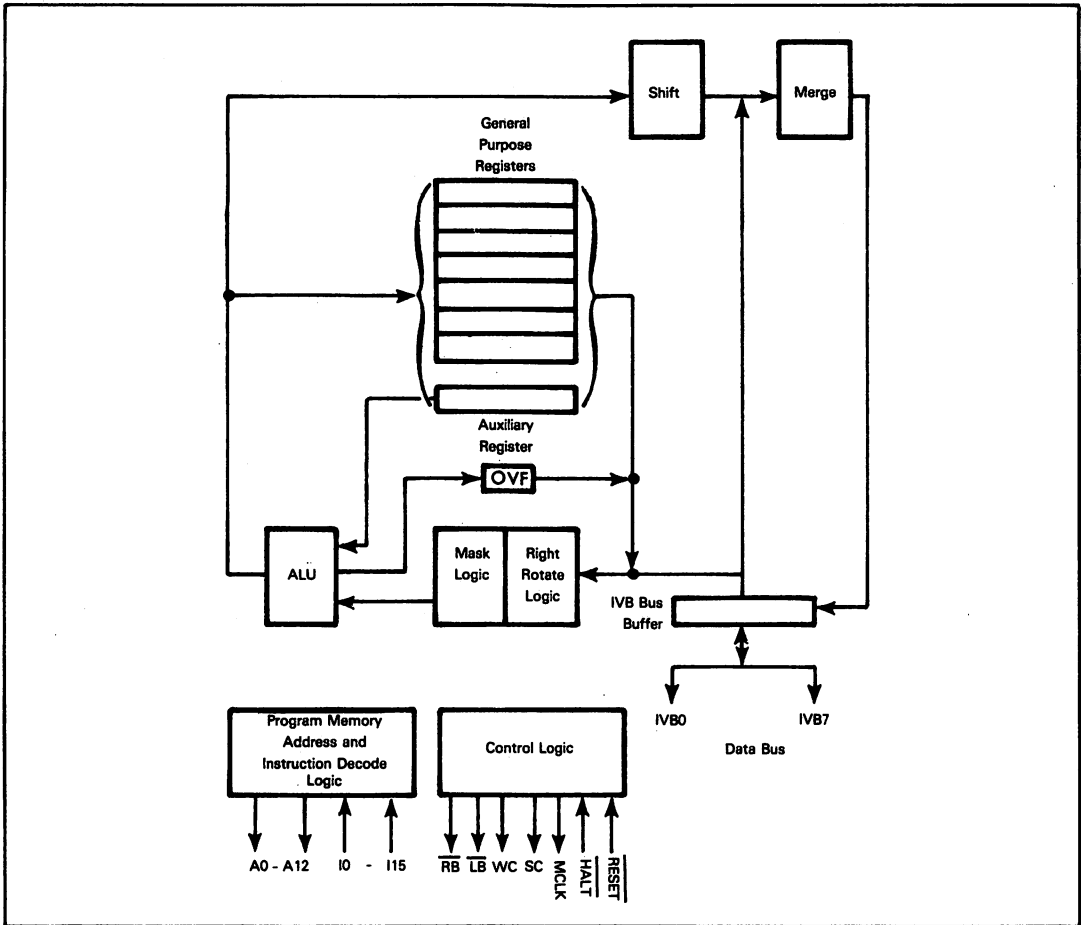 Shift
Merge
General
Purpose
Registers
Auxiliary
Register
OVF
ALU
Mask
Logic
Right
Rotate
Logic
IVB Bus
Buffer
IVB0
IVB7
Data Bus
Program Memory
Address and
Instruction Decode
Logic
Control Logic
A0 - A12 I0 - I15
RB LB WC SC MCLK HALT RESET